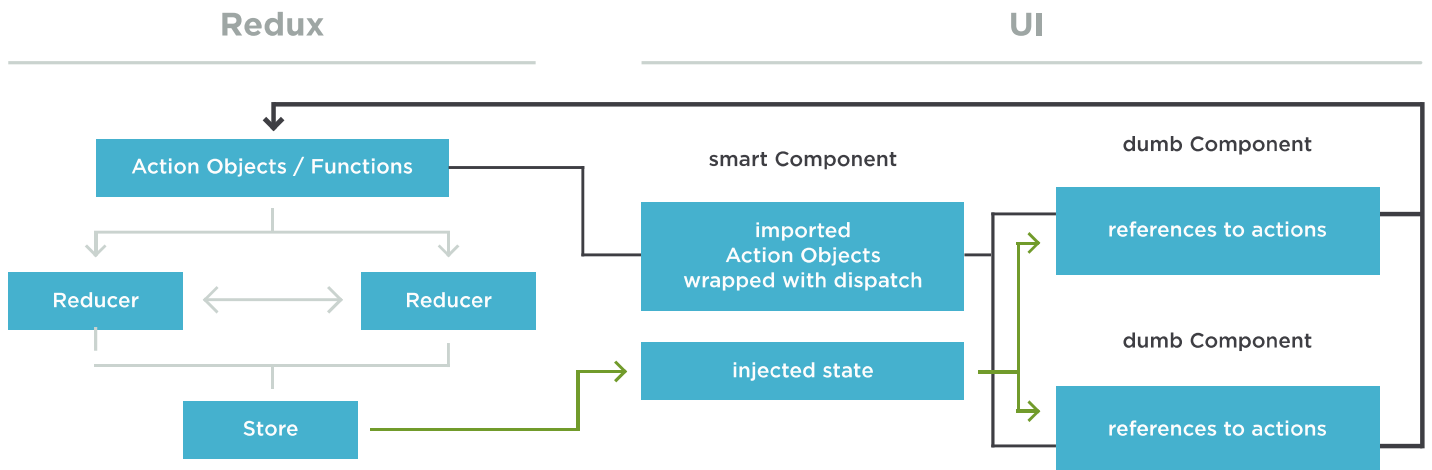 Redux
UI
Action Objects / Functions
smart Component
dumb Component
imported
Action Objects
wrapped with dispatch
references to actions
Reducer
Reducer
injected state
dumb Component
Store
references to actions